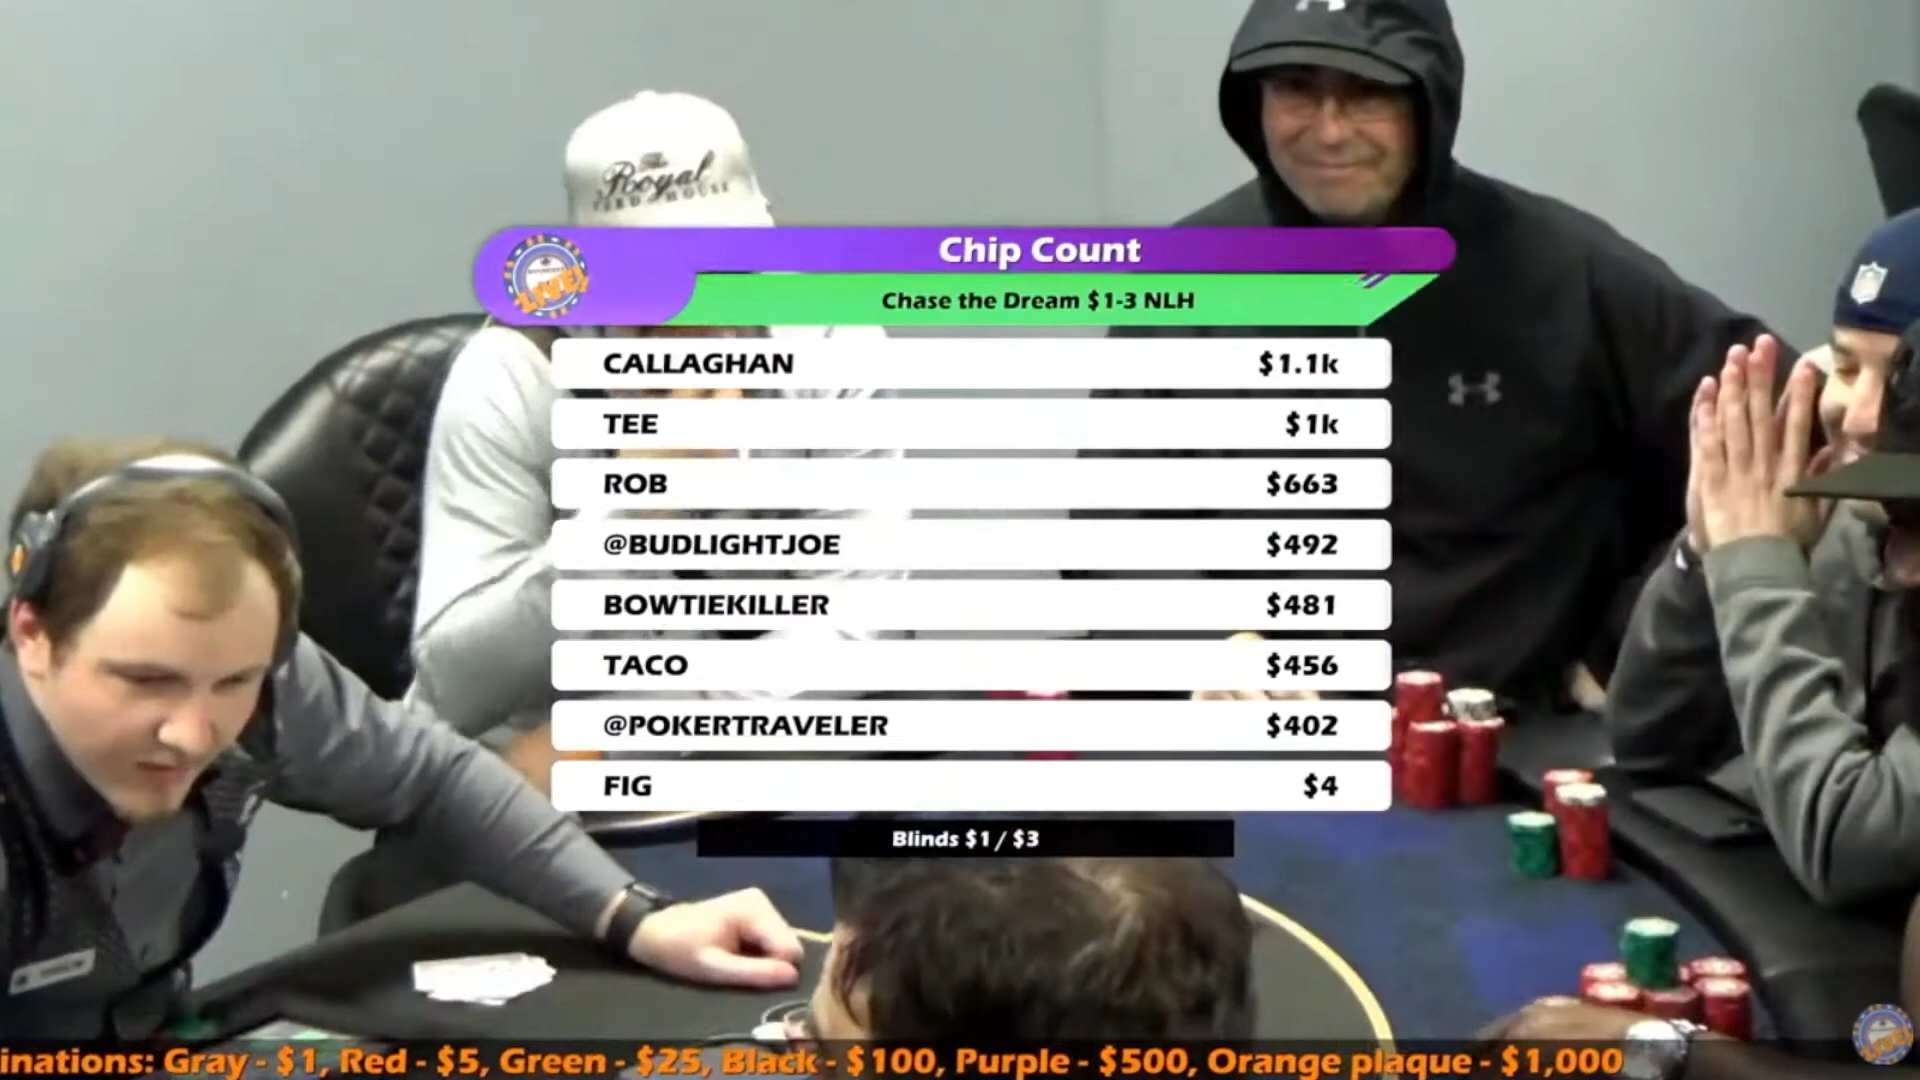 The
Royal
Chip Count
LIVE!
Chase the Dream $1-3 NLH
CALLAGHAN $1.1k
TEE $1k
ROB $663
@BUDLIGHTJOE $492
BOWTIEKILLER $481
TACO $456
@POKERTRAVELER $402
FIG $4
Blinds $1 / $3
inations: Gray - $1, Red - $5, Green - $25, Black - $100, Purple - $500, Orange plaque - $1,000